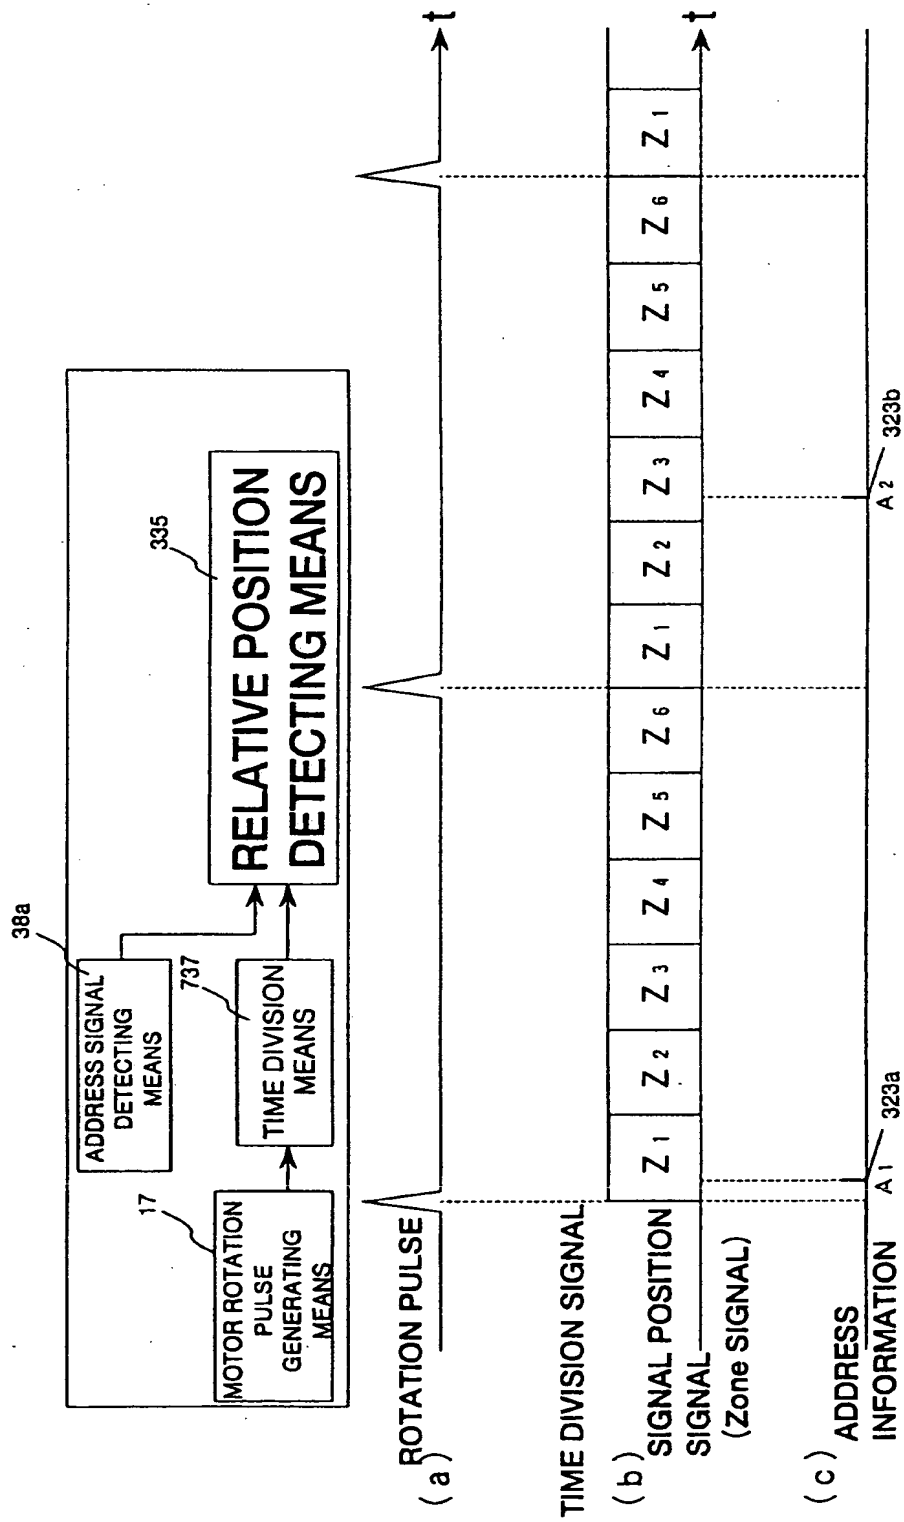 38a
ADDRESS SIGNAL
DETECTING
MEANS
17
MOTOR ROTATION
PULSE
GENERATING
MEANS
737
TIME DIVISION
MEANS
335
RELATIVE POSITION
DETECTING MEANS
ROTATION PULSE
(a)
t
TIME DIVISION SIGNAL
(b) SIGNAL POSITION
SIGNAL
(Zone SIGNAL)
Z1 Z2 Z3 Z4 Z5 Z6 Z1 Z2 Z3 Z4 Z5 Z6 Z1
t
(c) ADDRESS
INFORMATION
A1
323a
A2
323b